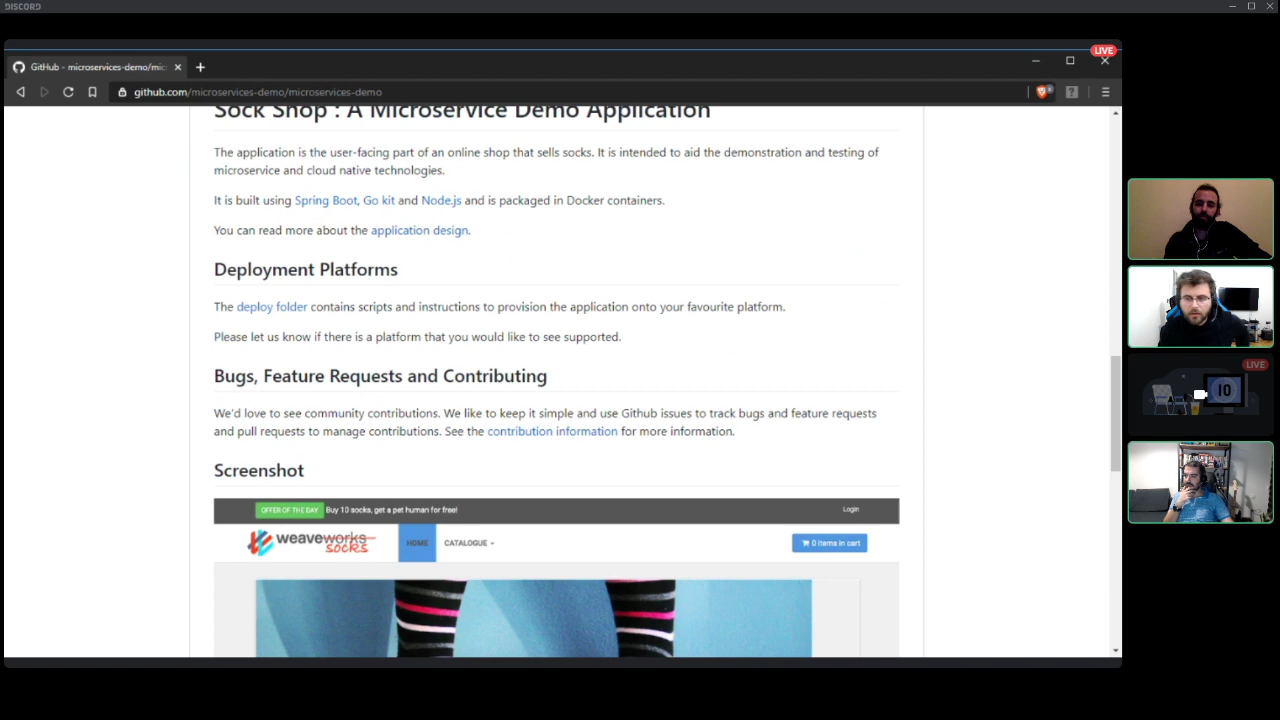 DISCORD
LIVE
GitHub - microservices-demo/mic
github.com/microservices-demo/microservices-demo
Sock Shop : A Microservice Demo Application
The application is the user-facing part of an online shop that sells socks. It is intended to aid the demonstration and testing of
microservice and cloud native technologies.
It is built using Spring Boot, Go kit and Node.js and is packaged in Docker containers.
You can read more about the application design.
Deployment Platforms
The deploy folder contains scripts and instructions to provision the application onto your favourite platform.
Please let us know if there is a platform that you would like to see supported.
Bugs, Feature Requests and Contributing
We'd love to see community contributions. We like to keep it simple and use Github issues to track bugs and feature requests
and pull requests to manage contributions. See the contribution information for more information.
Screenshot
OFFER OF THE DAY Buy 10 socks, get a pet human for free!
Login
weaveworks
socks
HOME
CATALOGUE
0 items in cart
LIVE
10